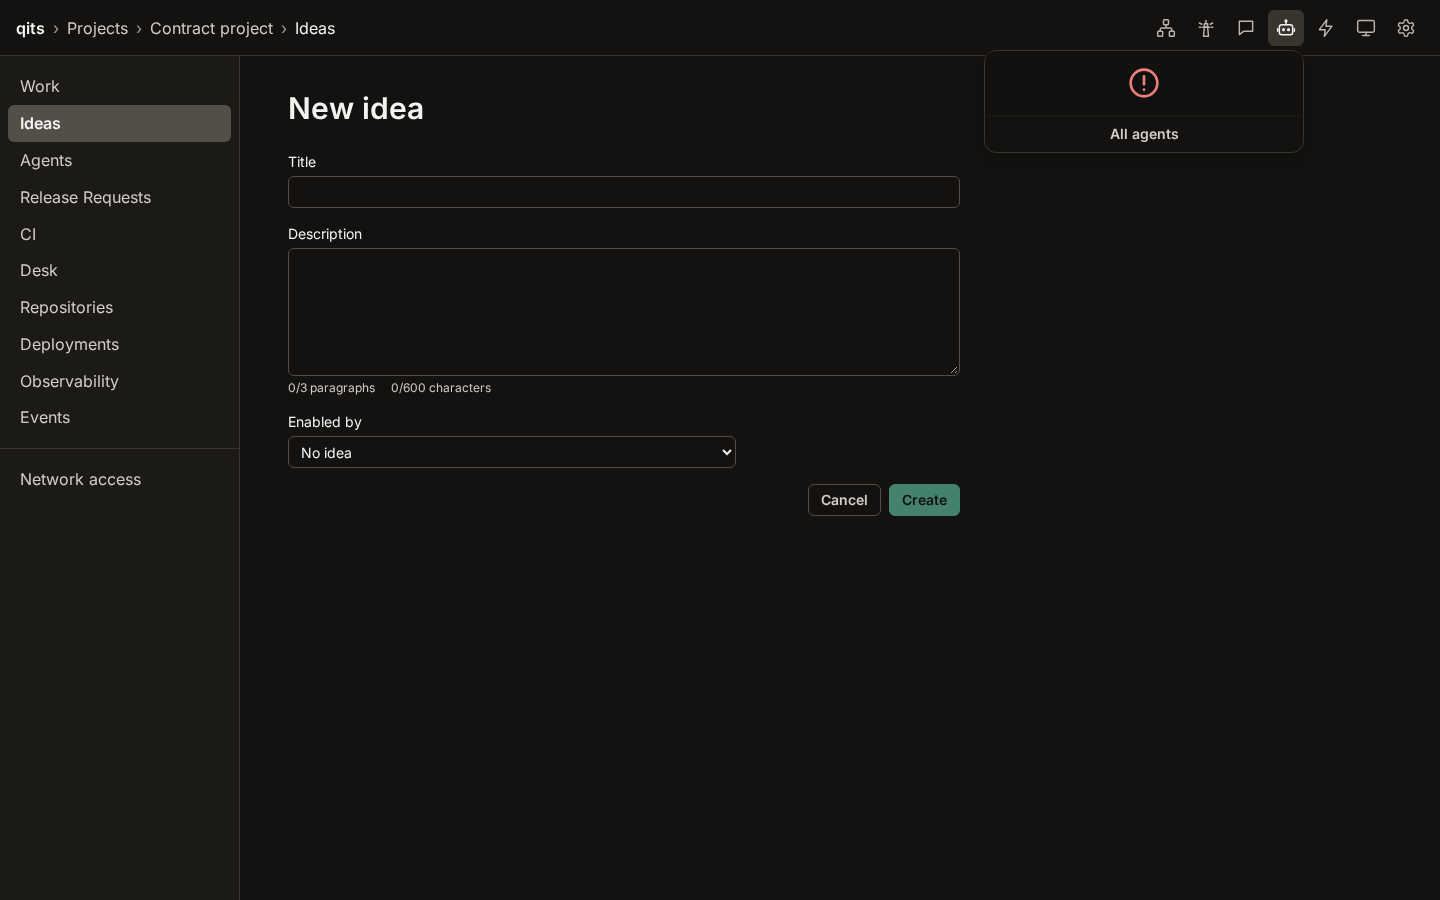 qits › Projects › Contract project › Ideas
All agents
Work
Ideas
Agents
Release Requests
CI
Desk
Repositories
Deployments
Observability
Events
Network access
New idea
Title
Description
0/3 paragraphs 0/600 characters
Enabled by
No idea
Cancel Create